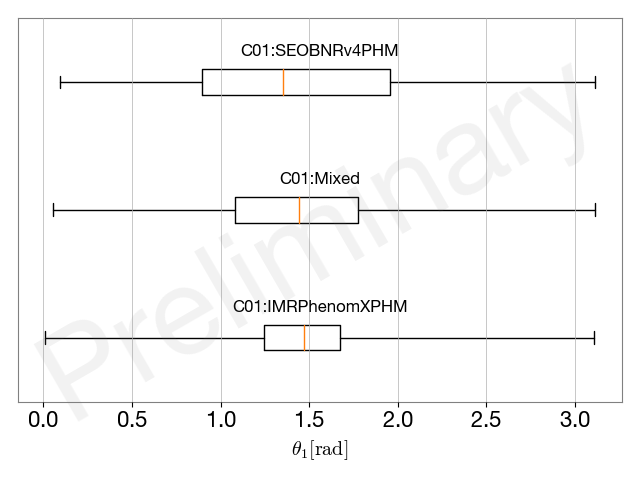 C01:SEOBNRv4PHM
C01:Mixed
C01:IMRPhenomXPHM
Preliminary
0.0 0.5 1.0 1.5 2.0 2.5 3.0
θ₁[rad]